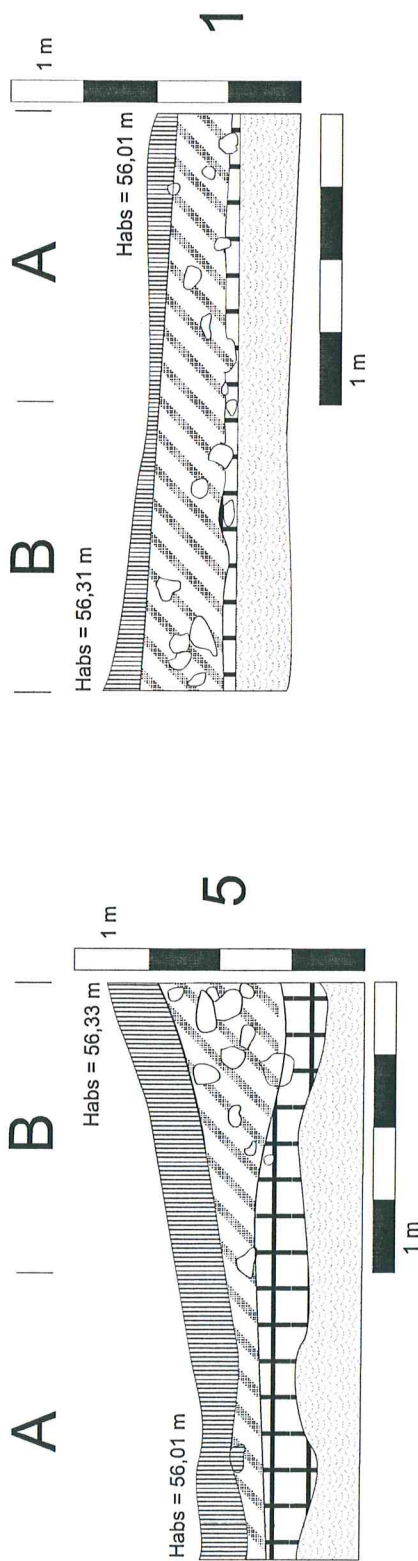 A B
Habs = 56,01 m
Habs = 56,33 m
1 m
5
1 m
B A
Habs = 56,31 m
Habs = 56,01 m
1 m
1
1 m